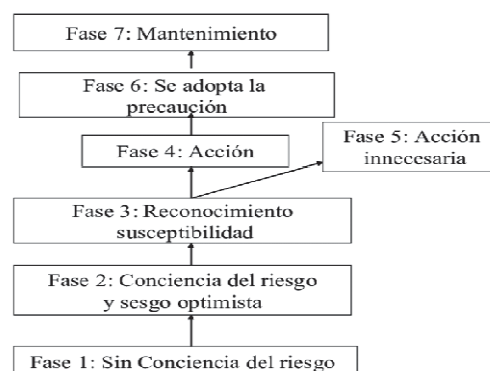 Fase 7: Mantenimiento
Fase 6: Se adopta la
precaución
Fase 4: Acción
Fase 5: Acción
innecesaria
Fase 3: Reconocimiento
susceptibilidad
Fase 2: Conciencia del riesgo
y sesgo optimista
Fase 1: Sin Conciencia del riesgo